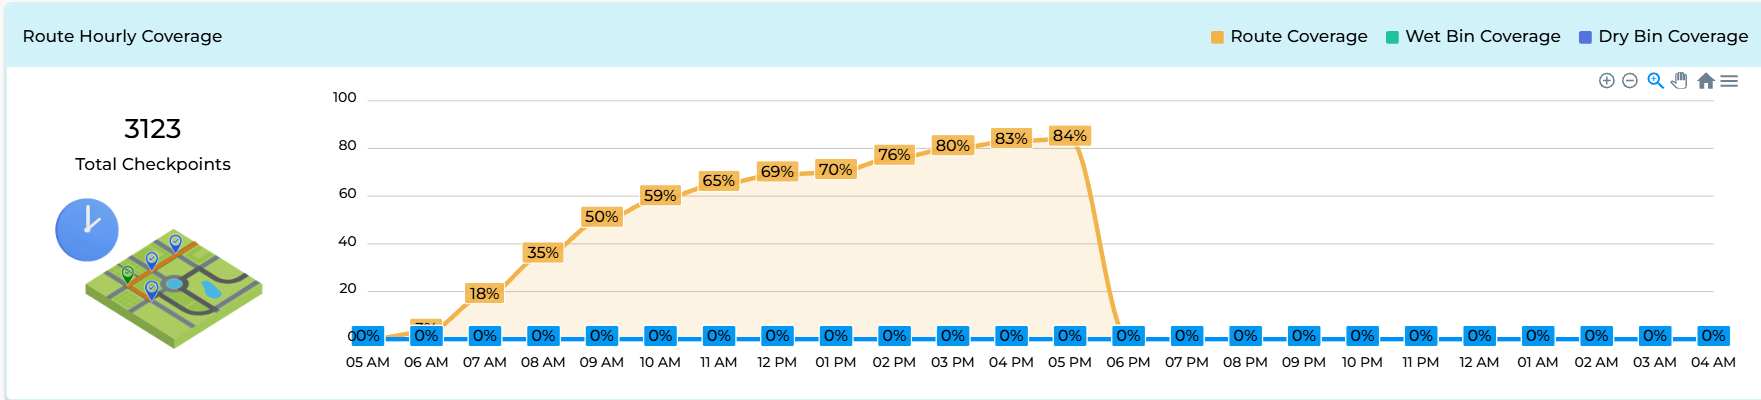 Route Hourly Coverage
Route Coverage Wet Bin Coverage Dry Bin Coverage
3123
Total Checkpoints
100
80
60
40
20
0
18% 35% 50% 59% 65% 69% 70% 76% 80% 83% 84%
0% 0% 0% 0% 0% 0% 0% 0% 0% 0% 0% 0% 0% 0% 0% 0% 0% 0% 0% 0% 0% 0% 0% 0%
05 AM 06 AM 07 AM 08 AM 09 AM 10 AM 11 AM 12 PM 01 PM 02 PM 03 PM 04 PM 05 PM 06 PM 07 PM 08 PM 09 PM 10 PM 11 PM 12 AM 01 AM 02 AM 03 AM 04 AM